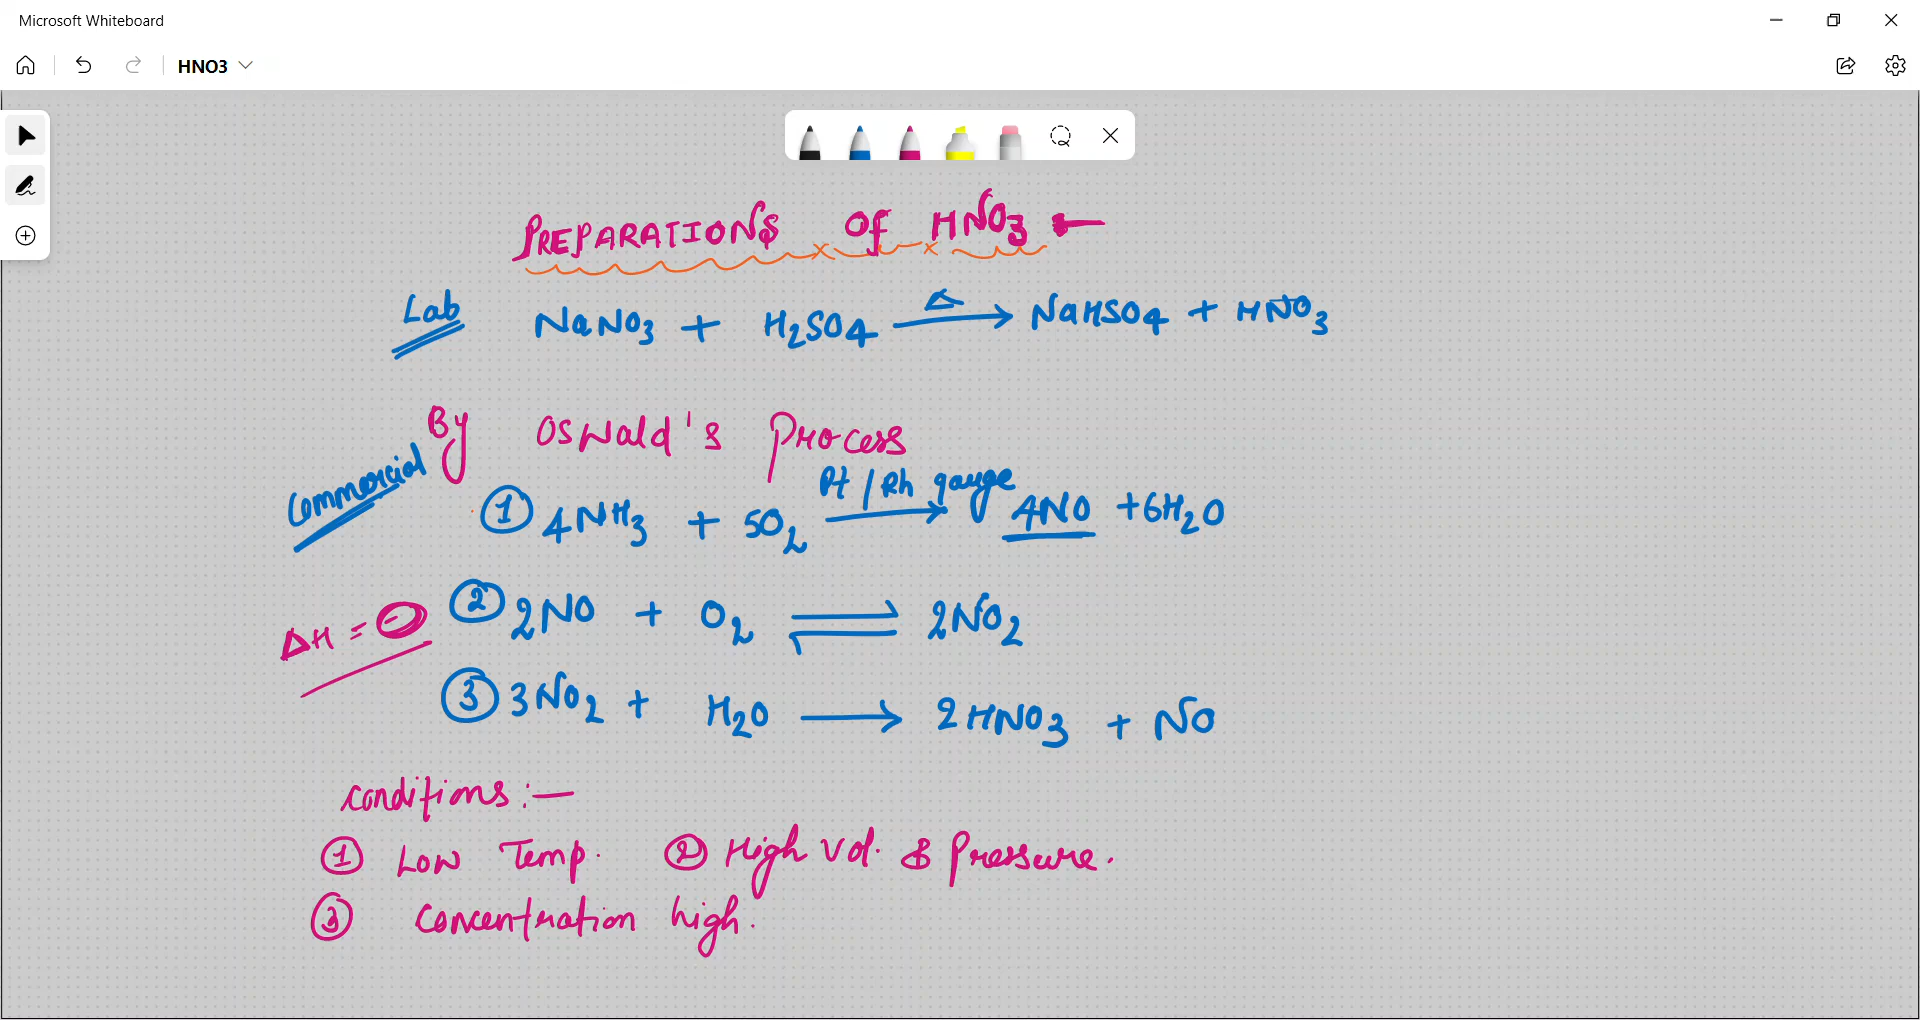 Microsoft Whiteboard
HNO3
PREPARATIONS Of HNO3 —
Lab NaNO3 + H2SO4 —Δ→ NaHSO4 + HNO3
By Oswald's Process
Commercial
Pt / Rh gauge
① 4NH3 + 5O2 → 4NO + 6H2O
② 2NO + O2 ⇌ 2NO2
ΔH = ⊖
③ 3NO2 + H2O → 2HNO3 + NO
Conditions :—
① Low Temp. ② High Vol. & Pressure.
③ Concentration high.